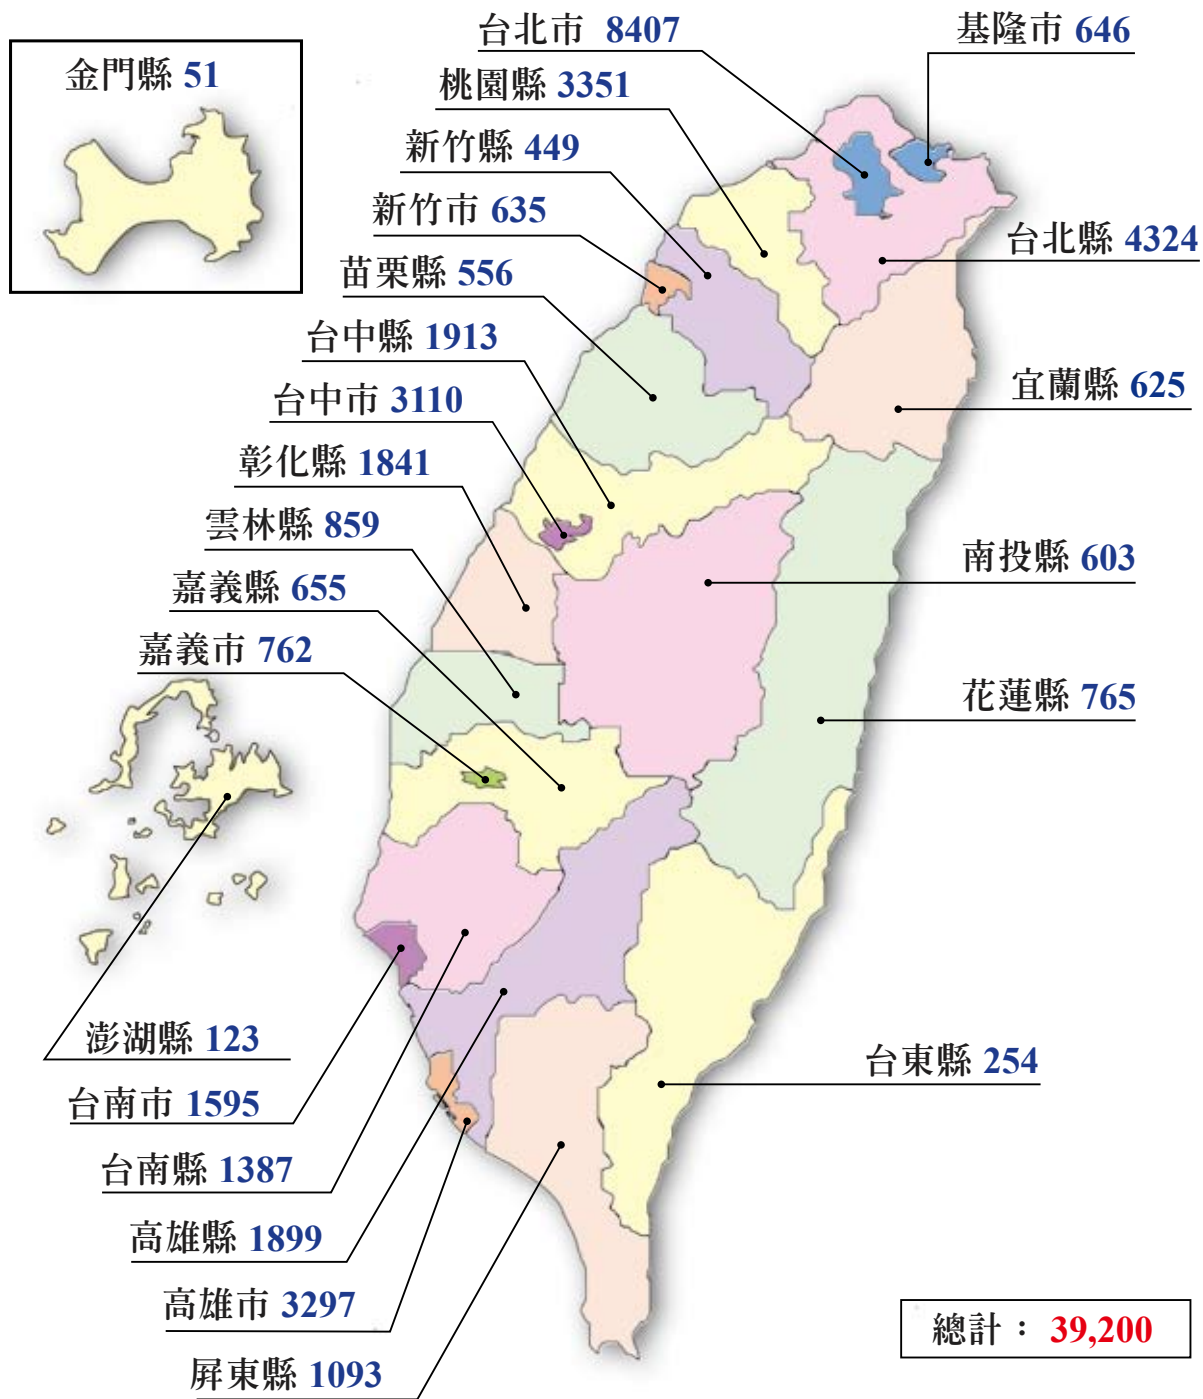 台北市 8407
基隆市 646
金門縣 51
桃園縣 3351
新竹縣 449
新竹市 635
台北縣 4324
苗栗縣 556
台中縣 1913
宜蘭縣 625
台中市 3110
彰化縣 1841
雲林縣 859
南投縣 603
嘉義縣 655
嘉義市 762
花蓮縣 765
澎湖縣 123
台東縣 254
台南市 1595
台南縣 1387
高雄縣 1899
高雄市 3297
總計： 39,200
屏東縣 1093